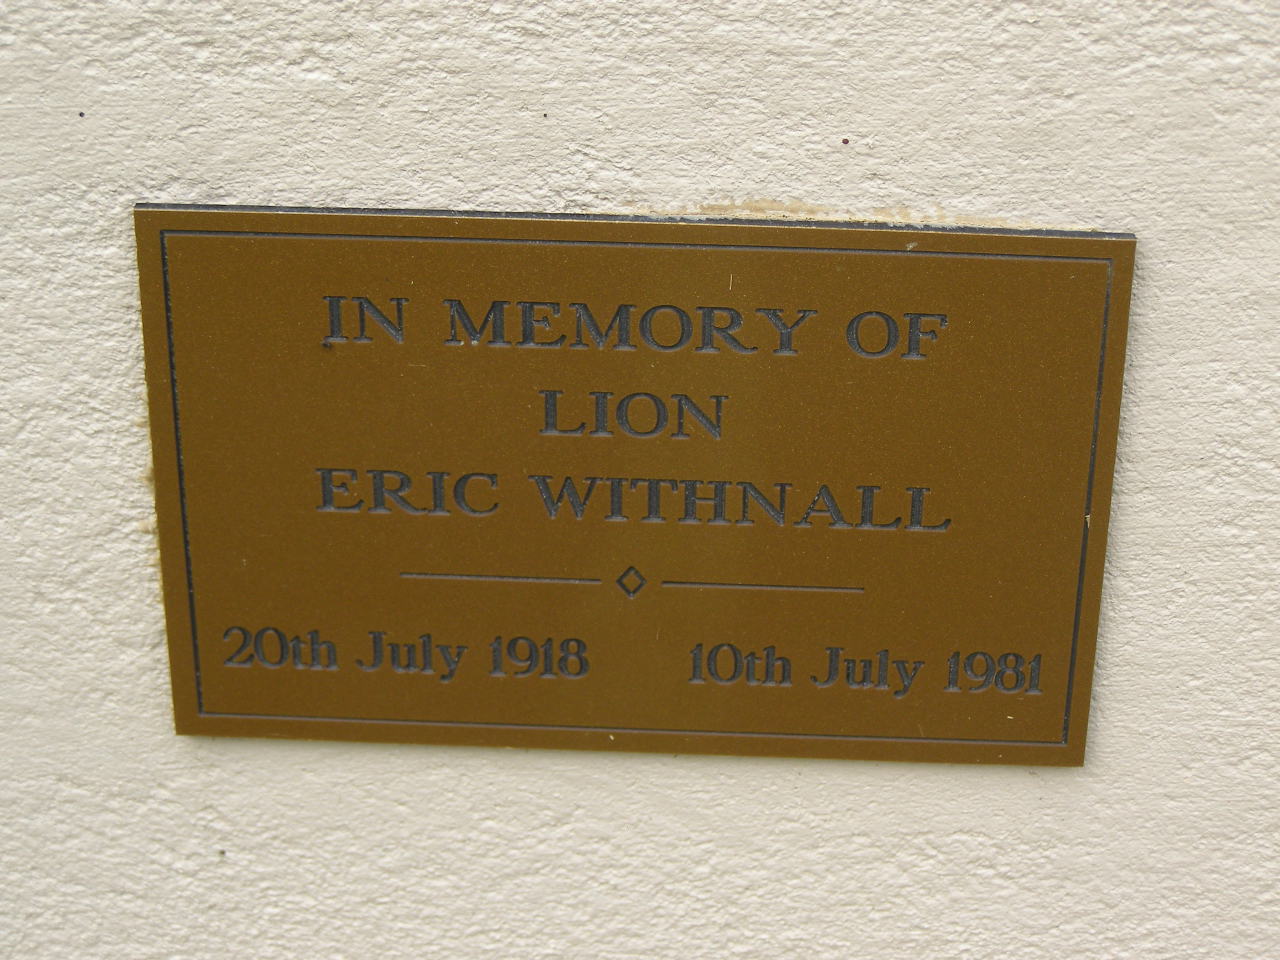 IN MEMORY OF
LION
ERIC WITHNALL
20th July 1918 10th July 1981